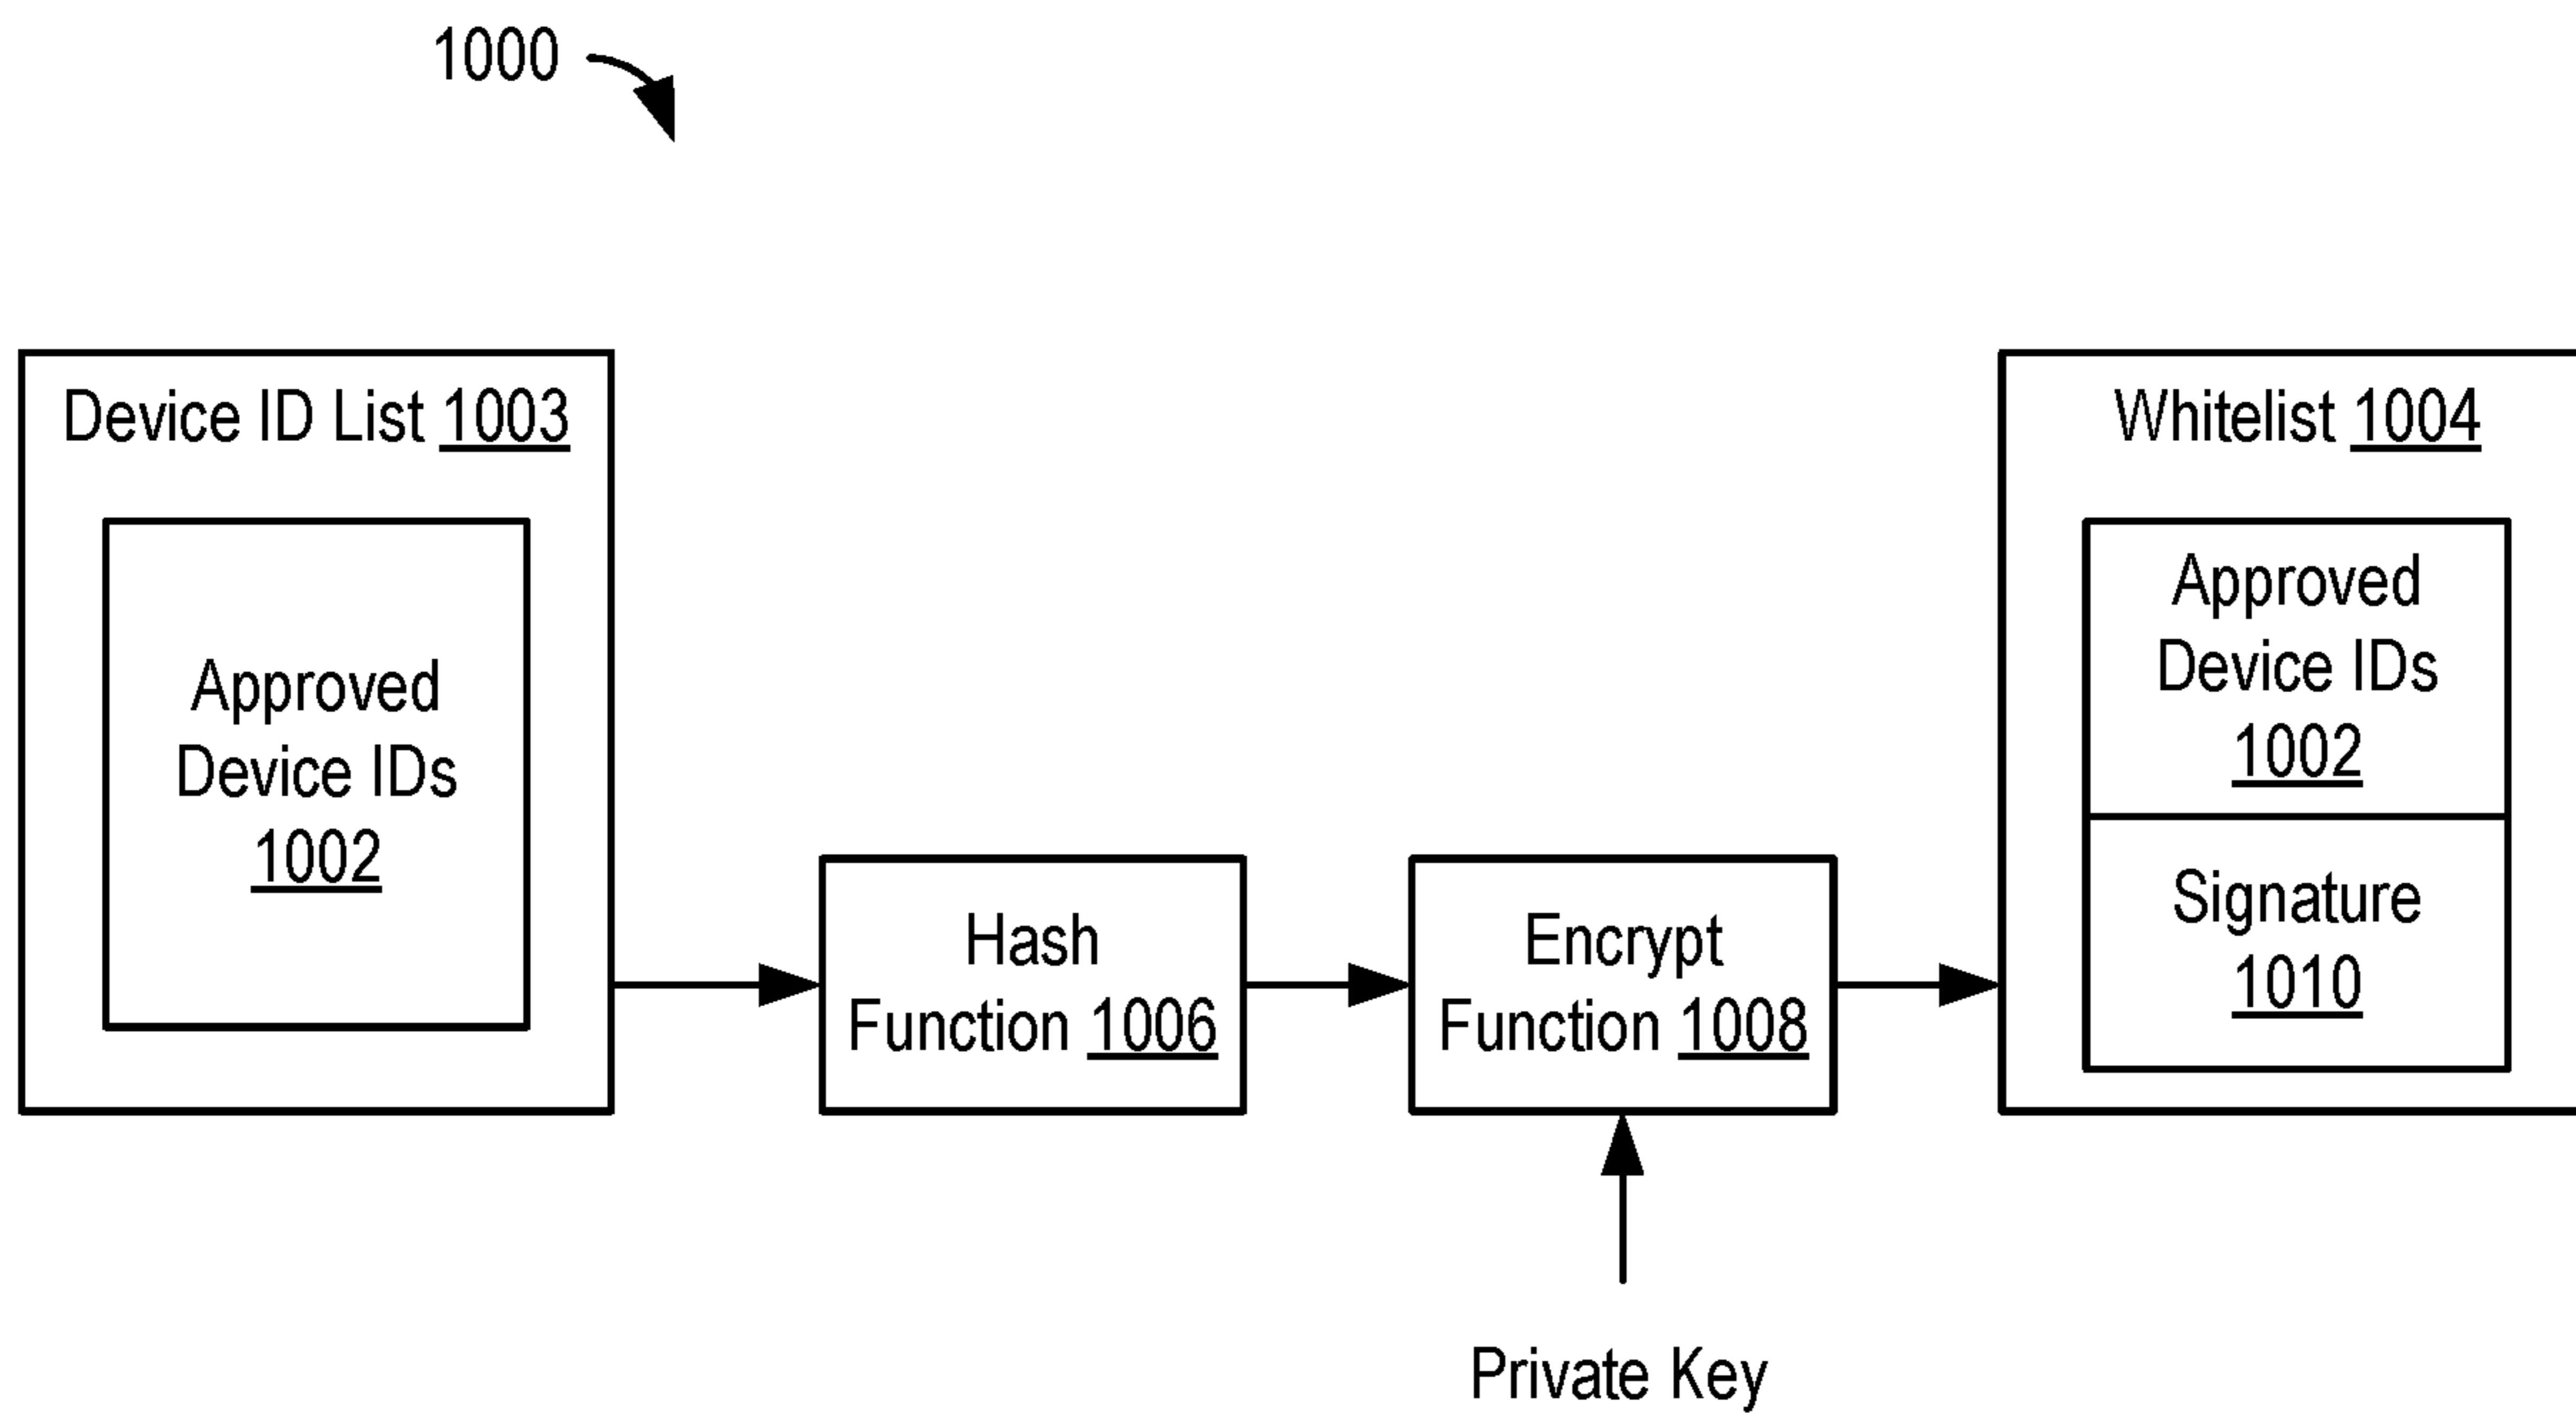 1000
Device ID List 1003
Approved
Device IDs
1002
Hash
Function 1006
Encrypt
Function 1008
Private Key
Whitelist 1004
Approved
Device IDs
1002
Signature
1010